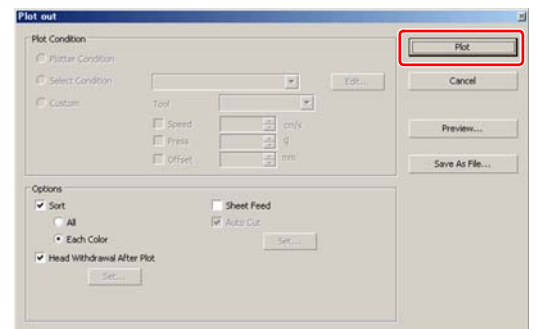 Plot out
Plot Condition
Plotter Condition
Select Condition
Edit...
Custom
Tool
Speed
cm/s
Press
g
Offset
mm
Plot
Cancel
Preview...
Save As File...
Options
Sort
All
Each Color
Head Withdrawal After Plot
Set...
Sheet Feed
Auto Cut
Set...